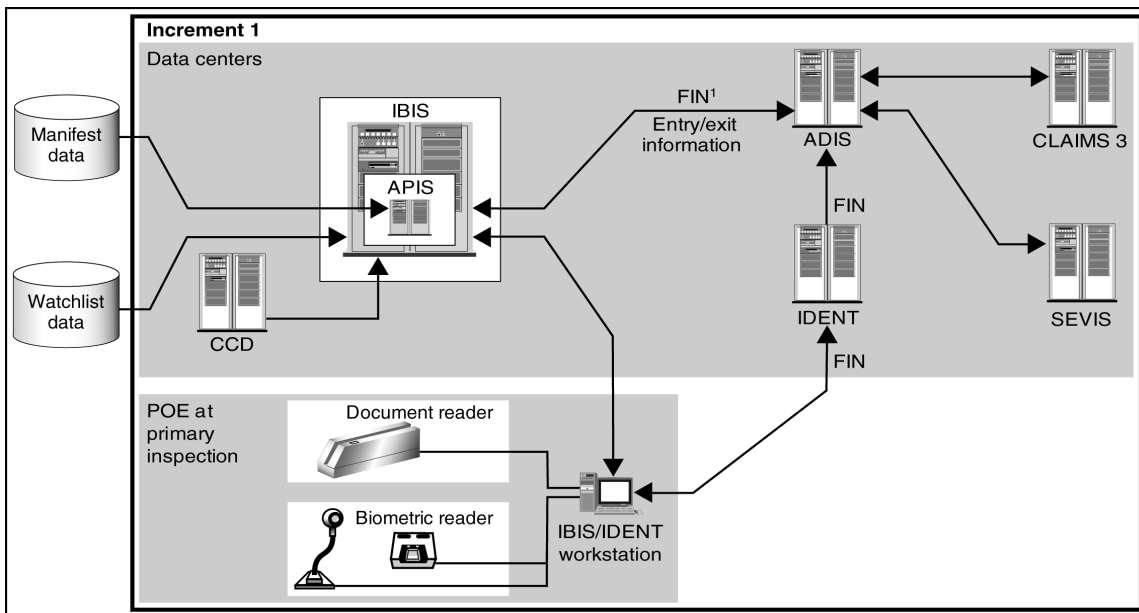 Increment 1
Data centers
Manifest
data
Watchlist
data
IBIS
APIS
CCD
FIN¹
Entry/exit
information
ADIS
CLAIMS 3
FIN
IDENT
SEVIS
FIN
POE at
primary
inspection
Document reader
Biometric reader
IBIS/IDENT
workstation